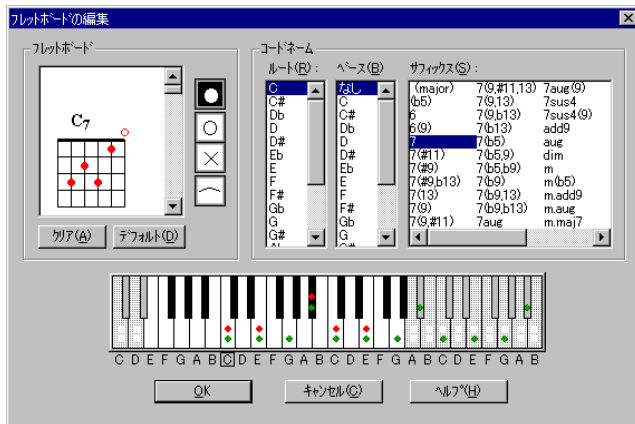 フレットボードの編集
フレットボード
C7
クリア(A)
デフォルト(D)
コードネーム
ルート(R):
C
C#
Db
D
D#
Eb
E
F
F#
Gb
G
G#
ベース(B)
なし
C
C#
Db
D
D#
Eb
E
F
F#
Gb
G
サフィックス(S):
(major) 7(9,#11,13) 7aug(9)
(b5) 7(9,13) 7sus4
6 7(9,b13) 7sus4(9)
6(9) 7(b13) add9
7 7(b5) aug
7(#11) 7(b5,9) dim
7(#9) 7(b5,b9) m
7(#9,b13) 7(b9) m(b5)
7(13) 7(b9,13) m.add9
7(9) 7(b9,b13) m.aug
7(9,#11) 7aug m.maj7
C D E F G A B C D E F G A B C D E F G A B C D E F G A B
OK
キャンセル(C)
ヘルプ(H)